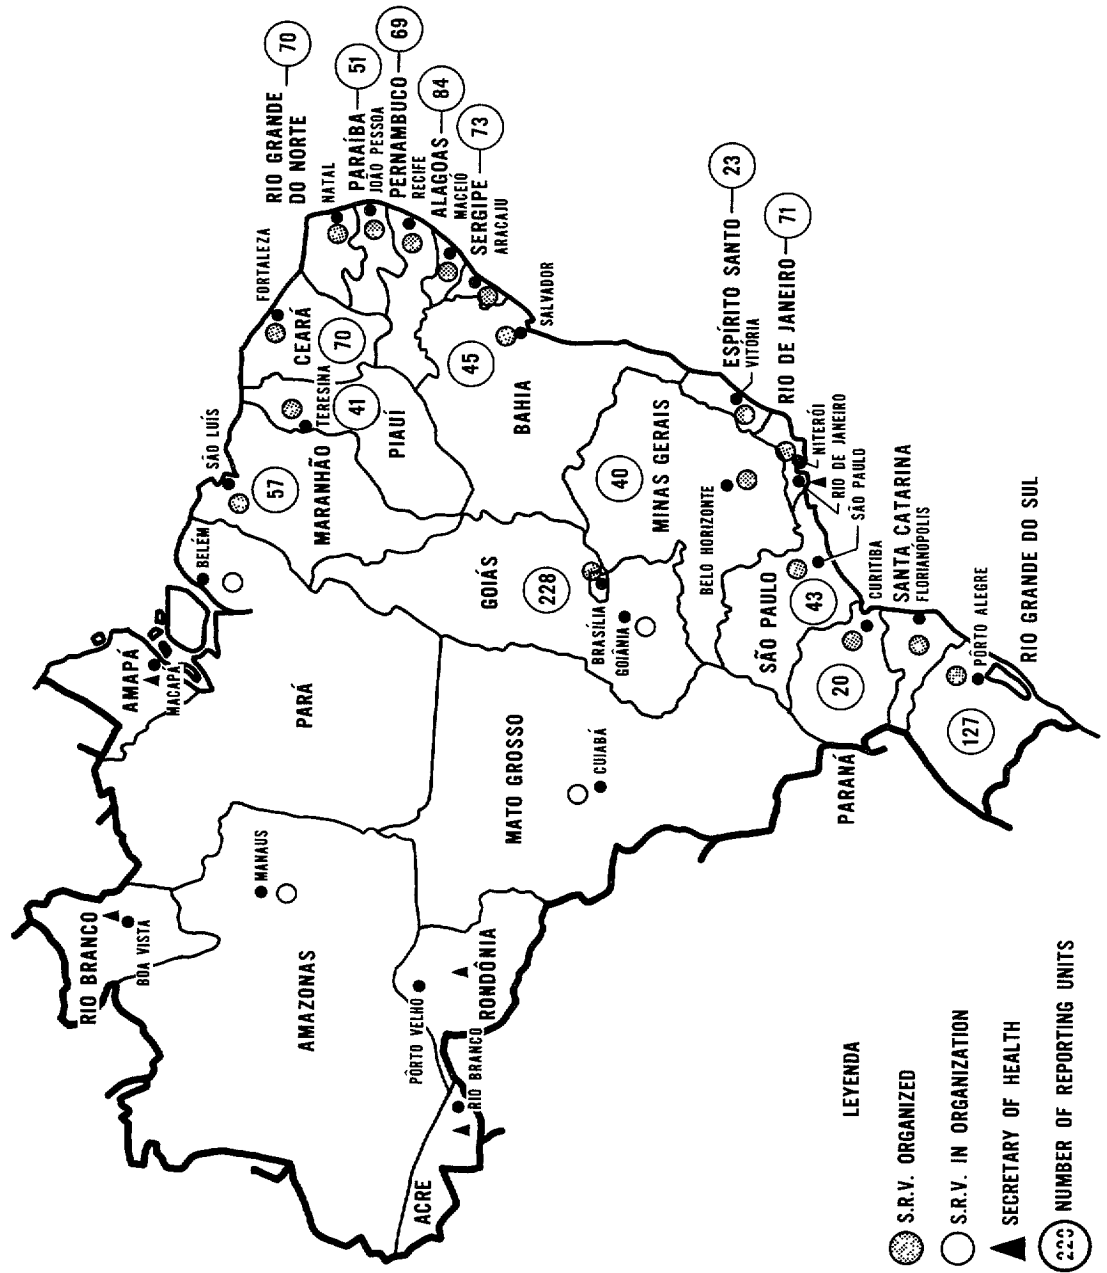 RIO BRANCO
BOA VISTA
AMAPÁ
MACAPÁ
BELÉM
SÃO LUÍS
57
MARANHÃO
FORTALEZA
CEARÁ
70
TERESINA
41
PIAUÍ
RIO GRANDE
DO NORTE
70
NATAL
PARAÍBA
51
JOÃO PESSOA
PERNAMBUCO
69
RECIFE
ALAGOAS
84
MACEIÓ
SERGIPE
73
ARACAJU
SALVADOR
45
BAHIA
MANAUS
AMAZONAS
PARÁ
PÔRTO VELHO
RONDÔNIA
RIO BRANCO
ACRE
MATO GROSSO
CUIABÁ
GOIÁS
228
BRASÍLIA
GOIÂNIA
40
MINAS GERAIS
BELO HORIZONTE
ESPÍRITO SANTO
23
VITORIA
RIO DE JANEIRO
71
NITERÓI
RIO DE JANEIRO
SÃO PAULO
SÃO PAULO
43
CURITIBA
20
PARANÁ
SANTA CATARINA
FLORIANOPOLIS
PÔRTO ALEGRE
127
RIO GRANDE DO SUL
LEYENDA
S.R.V. ORGANIZED
S.R.V. IN ORGANIZATION
SECRETARY OF HEALTH
NUMBER OF REPORTING UNITS